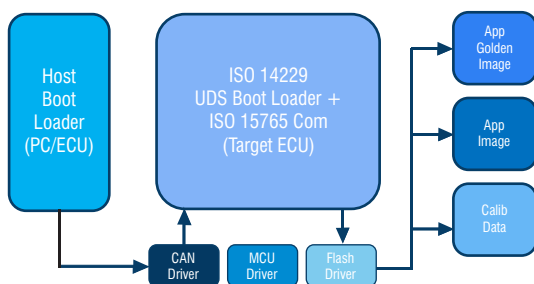 Host
Boot
Loader
(PC/ECU)
ISO 14229
UDS Boot Loader +
ISO 15765 Com
(Target ECU)
App
Golden
Image
App
Image
Calib
Data
CAN
Driver
MCU
Driver
Flash
Driver